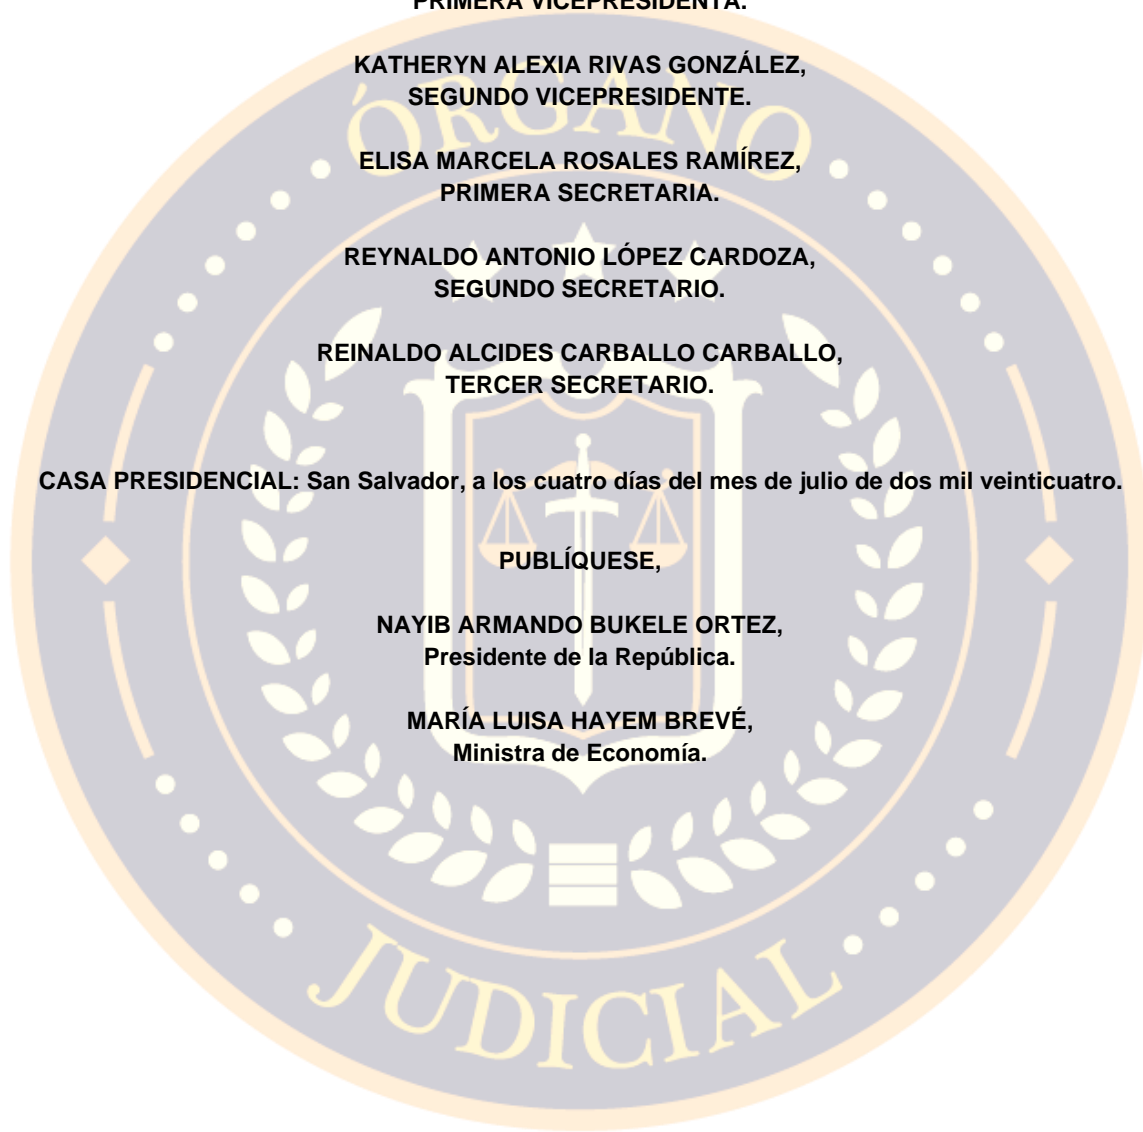 PRIMERA VICEPRESIDENTA.
KATHERYN ALEXIA RIVAS GONZÁLEZ,
SEGUNDO VICEPRESIDENTE.
ELISA MARCELA ROSALES RAMÍREZ,
PRIMERA SECRETARIA.
REYNALDO ANTONIO LÓPEZ CARDOZA,
SEGUNDO SECRETARIO.
REINALDO ALCIDES CARBALLO CARBALLO,
TERCER SECRETARIO.
CASA PRESIDENCIAL: San Salvador, a los cuatro días del mes de julio de dos mil veinticuatro.
PUBLÍQUESE,
NAYIB ARMANDO BUKELE ORTEZ,
Presidente de la República.
MARÍA LUISA HAYEM BREVÉ,
Ministra de Economía.
ÓRGANO
JUDICIAL